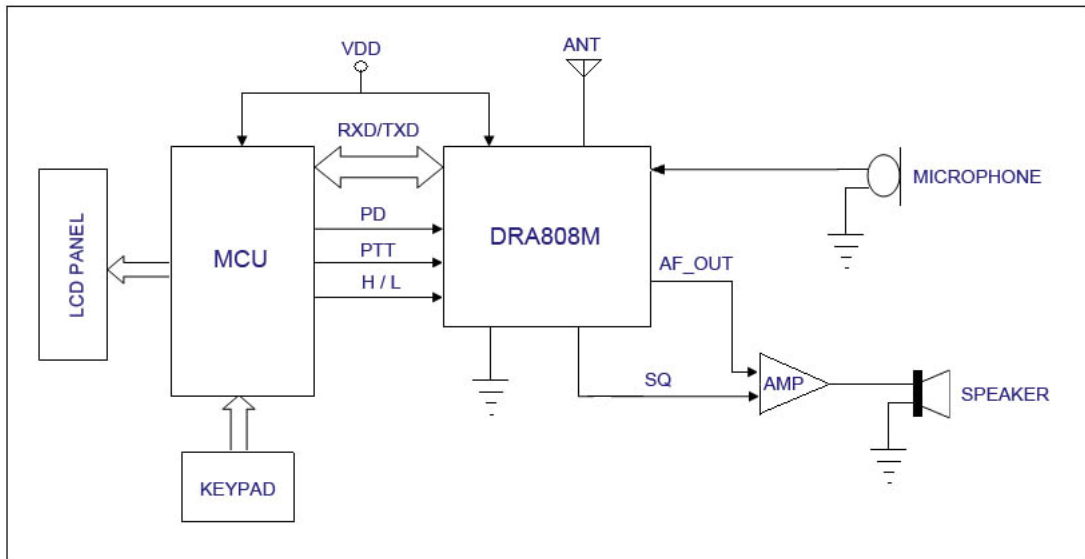 VDD
ANT
RXD/TXD
LCD PANEL
MCU
PD
PTT
H / L
DRA808M
MICROPHONE
AF_OUT
SQ
AMP
SPEAKER
KEYPAD